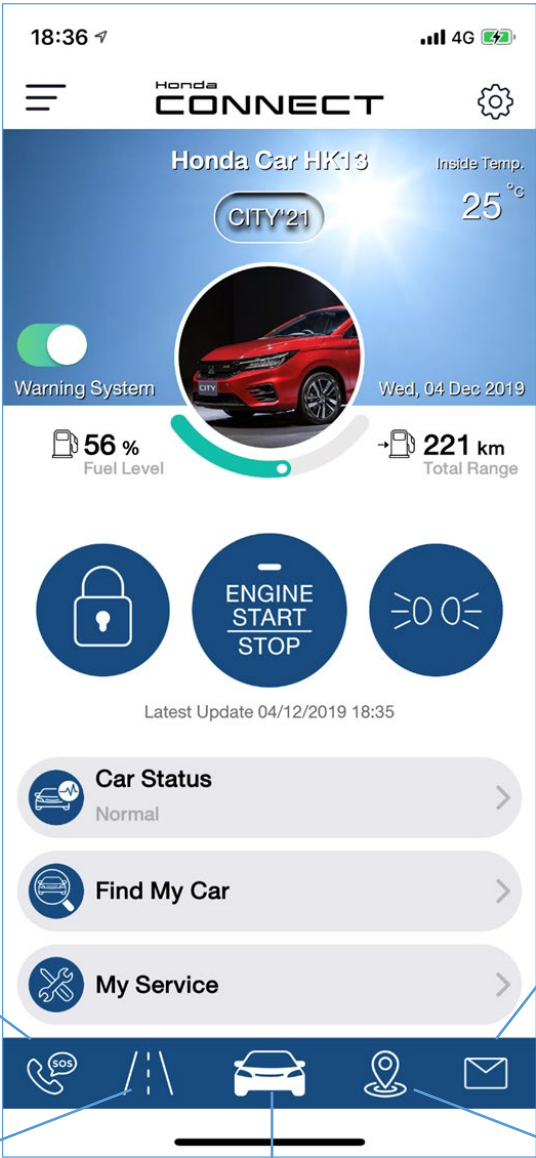 18:36
4G
Honda
CONNECT
Honda Car HK13
Inside Temp.
25 °C
CITY'21
CITY
Warning System
Wed, 04 Dec 2019
56 %
Fuel Level
221 km
Total Range
ENGINE
START
STOP
Latest Update 04/12/2019 18:35
Car Status
Normal
Find My Car
My Service
SOS